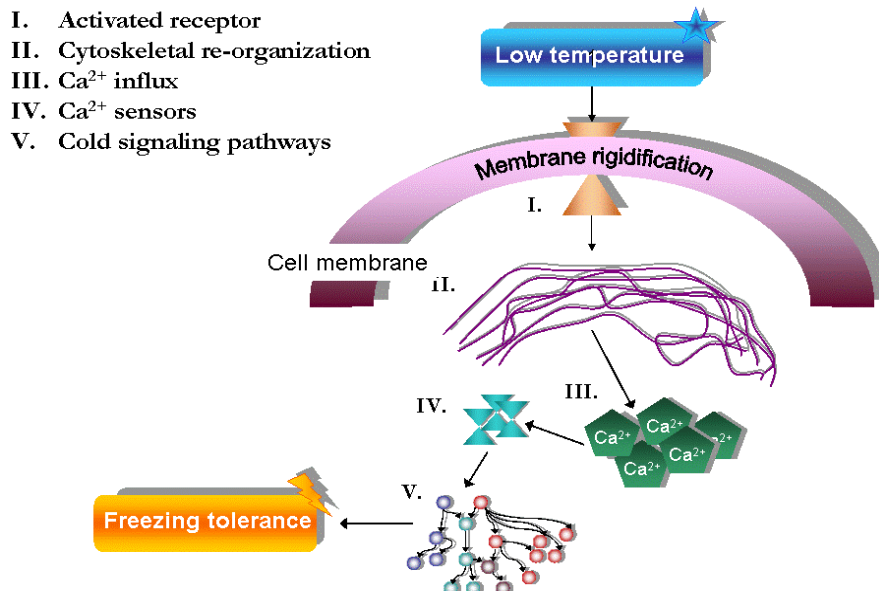 I. Activated receptor
II. Cytoskeletal re-organization
III. Ca²⁺ influx
IV. Ca²⁺ sensors
V. Cold signaling pathways
Low temperature
Membrane rigidification
I.
Cell membrane
II.
III.
Ca²⁺
Ca²⁺
Ca²⁺
Ca²⁺
Ca²⁺
IV.
V.
Freezing tolerance